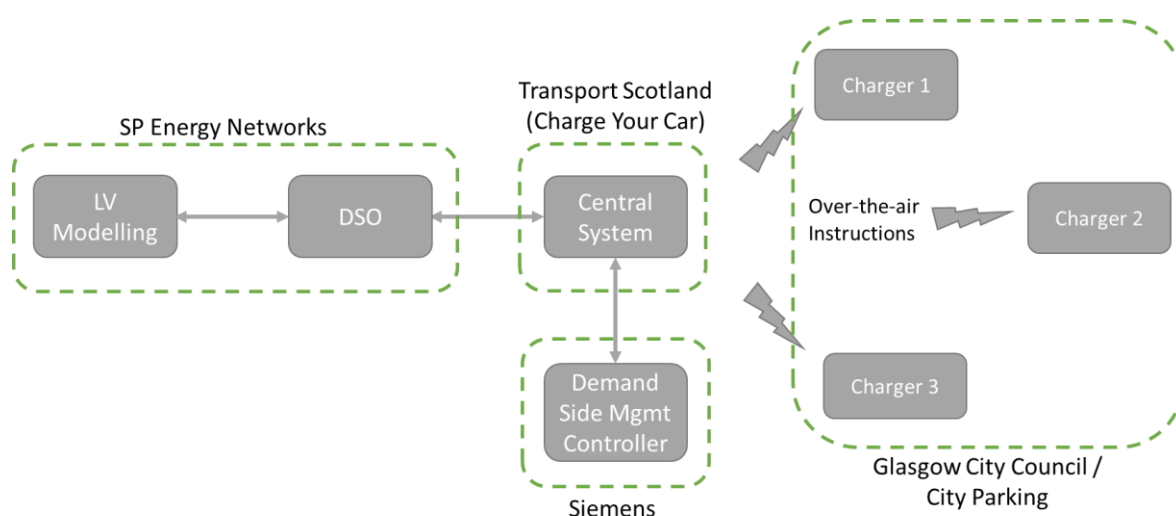 SP Energy Networks
LV
Modelling
DSO
Transport Scotland
(Charge Your Car)
Central
System
Demand
Side Mgmt
Controller
Siemens
Charger 1
Over-the-air
Instructions
Charger 2
Charger 3
Glasgow City Council /
City Parking